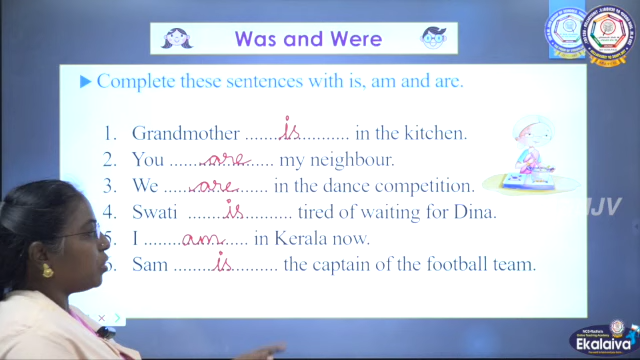 Was and Were
▶ Complete these sentences with is, am and are.
1. Grandmother ........is............ in the kitchen.
2. You ........are........ my neighbour.
3. We ........are........ in the dance competition.
4. Swati ........is............ tired of waiting for Dina.
5. I ........am........ in Kerala now.
Sam ........is............ the captain of the football team.
MJV
Ekalaiva